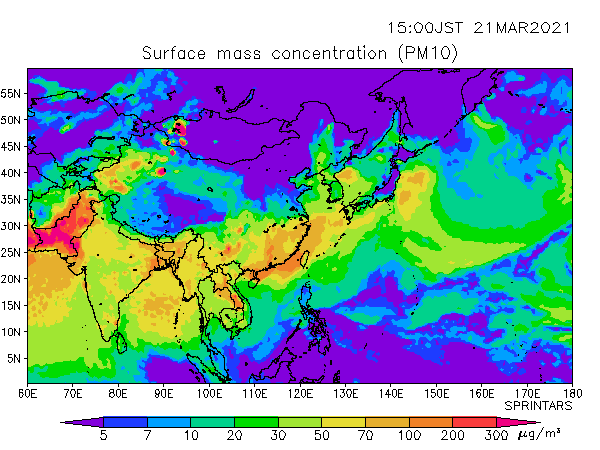 15:00JST 21MAR2021
Surface mass concentration (PM10)
55N
50N
45N
40N
35N
30N
25N
20N
15N
10N
5N
60E 70E 80E 90E 100E 110E 120E 130E 140E 150E 160E 170E 180
SPRINTARS
5 7 10 20 30 50 70 100 200 300 μg/m³